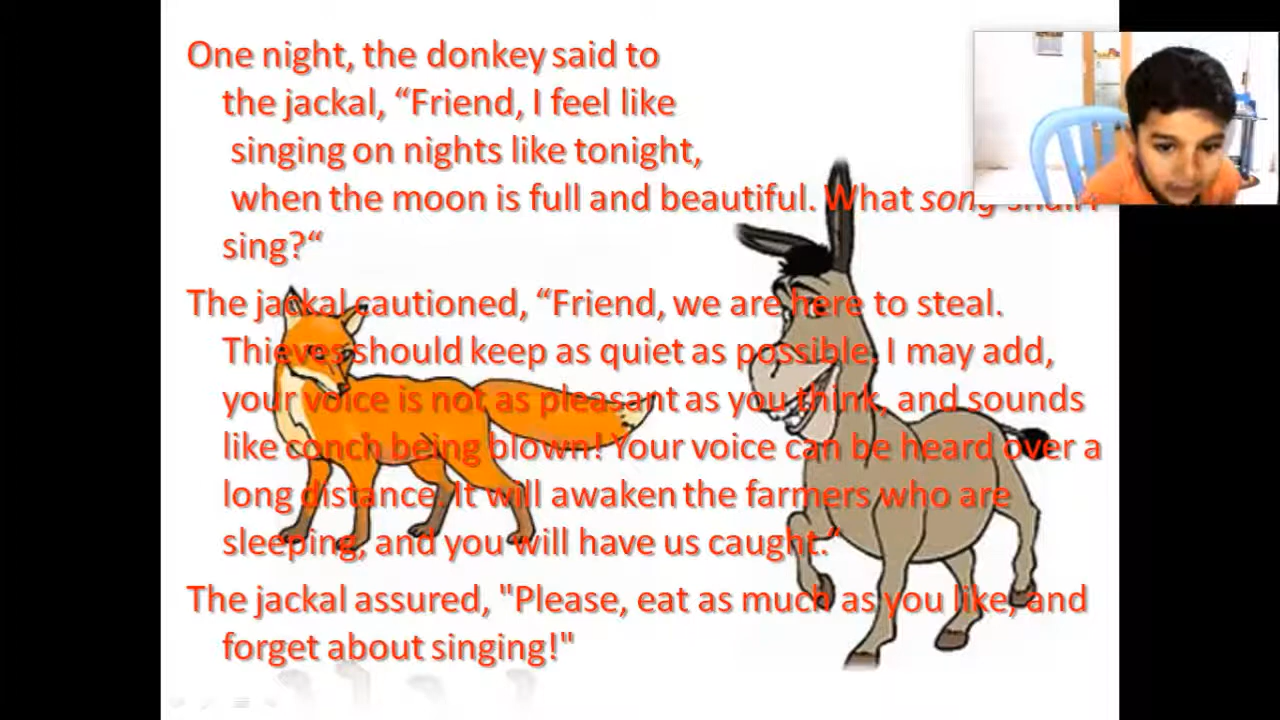 One night, the donkey said to
the jackal, “Friend, I feel like
singing on nights like tonight,
when the moon is full and beautiful. What song
sing?“
The jackal cautioned, “Friend, we are here to steal.
Thieves should keep as quiet as possible. I may add,
your voice is not as pleasant as you think, and sounds
like conch being blown! Your voice can be heard over a
long distance. It will awaken the farmers who are
sleeping, and you will have us caught.“
The jackal assured, "Please, eat as much as you like, and
forget about singing!"